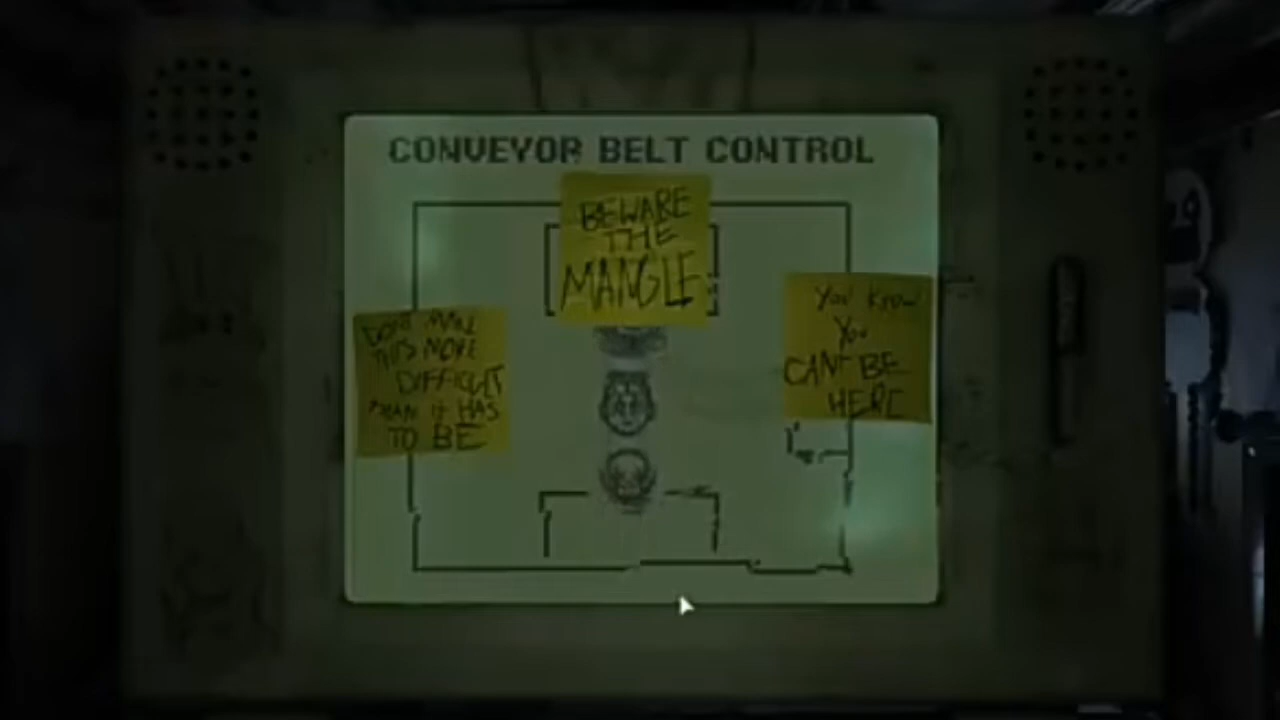 CONVEYOR BELT CONTROL
BEWARE
THE
MANGLE
DON'T MAKE
THIS MORE
DIFFICULT
THAN IT HAS
TO BE
YOU KNOW
YOU
CAN'T BE
HERE